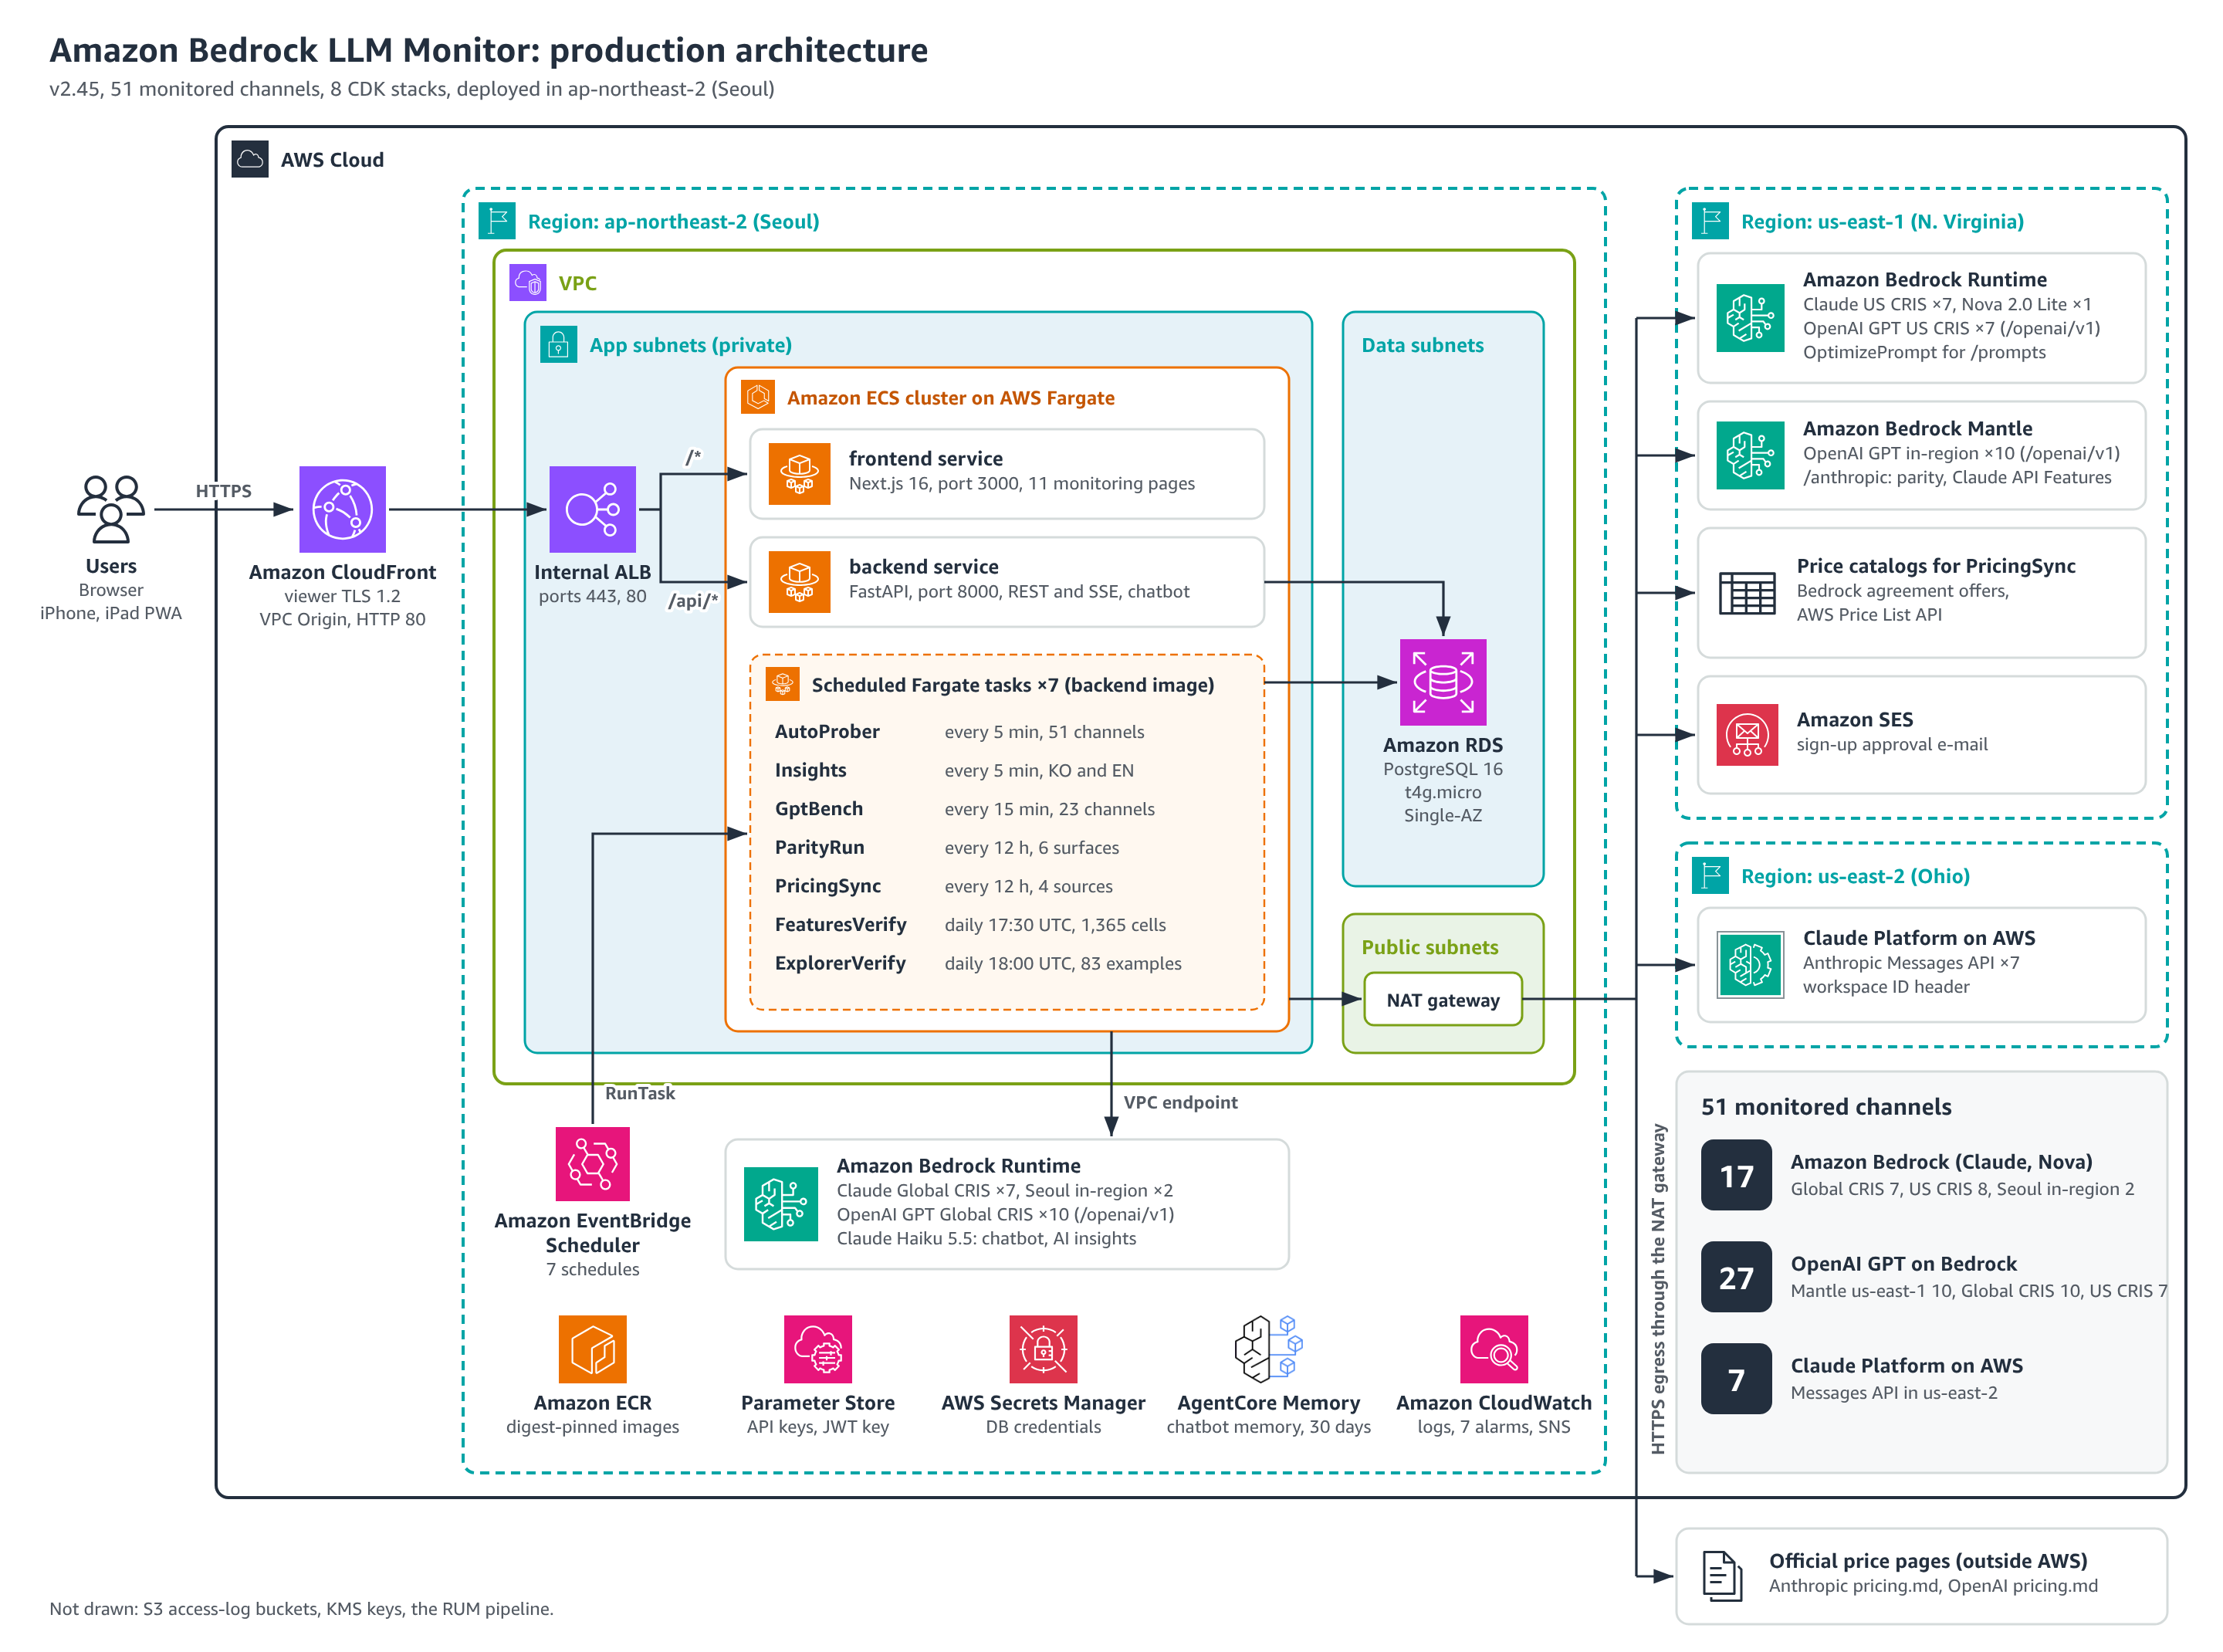 Amazon Bedrock LLM Monitor: production architecture
v2.45, 51 monitored channels, 8 CDK stacks, deployed in ap-northeast-2 (Seoul)
AWS Cloud
Region: ap-northeast-2 (Seoul)
VPC
App subnets (private)
Amazon ECS cluster on AWS Fargate
frontend service
Next.js 16, port 3000, 11 monitoring pages
backend service
FastAPI, port 8000, REST and SSE, chatbot
/*
/api/*
HTTPS
Users
Browser
iPhone, iPad PWA
Amazon CloudFront
viewer TLS 1.2
VPC Origin, HTTP 80
Internal ALB
ports 443, 80
Scheduled Fargate tasks ×7 (backend image)
AutoProber every 5 min, 51 channels
Insights every 5 min, KO and EN
GptBench every 15 min, 23 channels
ParityRun every 12 h, 6 surfaces
PricingSync every 12 h, 4 sources
FeaturesVerify daily 17:30 UTC, 1,365 cells
ExplorerVerify daily 18:00 UTC, 83 examples
Data subnets
Amazon RDS
PostgreSQL 16
t4g.micro
Single-AZ
Public subnets
NAT gateway
RunTask
VPC endpoint
Amazon EventBridge
Scheduler
7 schedules
Amazon Bedrock Runtime
Claude Global CRIS ×7, Seoul in-region ×2
OpenAI GPT Global CRIS ×10 (/openai/v1)
Claude Haiku 5.5: chatbot, AI insights
Amazon ECR
digest-pinned images
Parameter Store
API keys, JWT key
AWS Secrets Manager
DB credentials
AgentCore Memory
chatbot memory, 30 days
Amazon CloudWatch
logs, 7 alarms, SNS
Region: us-east-1 (N. Virginia)
Amazon Bedrock Runtime
Claude US CRIS ×7, Nova 2.0 Lite ×1
OpenAI GPT US CRIS ×7 (/openai/v1)
OptimizePrompt for /prompts
Amazon Bedrock Mantle
OpenAI GPT in-region ×10 (/openai/v1)
/anthropic: parity, Claude API Features
Price catalogs for PricingSync
Bedrock agreement offers,
AWS Price List API
Amazon SES
sign-up approval e-mail
Region: us-east-2 (Ohio)
Claude Platform on AWS
Anthropic Messages API ×7
workspace ID header
HTTPS egress through the NAT gateway
51 monitored channels
17
Amazon Bedrock (Claude, Nova)
Global CRIS 7, US CRIS 8, Seoul in-region 2
27
OpenAI GPT on Bedrock
Mantle us-east-1 10, Global CRIS 10, US CRIS 7
7
Claude Platform on AWS
Messages API in us-east-2
Official price pages (outside AWS)
Anthropic pricing.md, OpenAI pricing.md
Not drawn: S3 access-log buckets, KMS keys, the RUM pipeline.